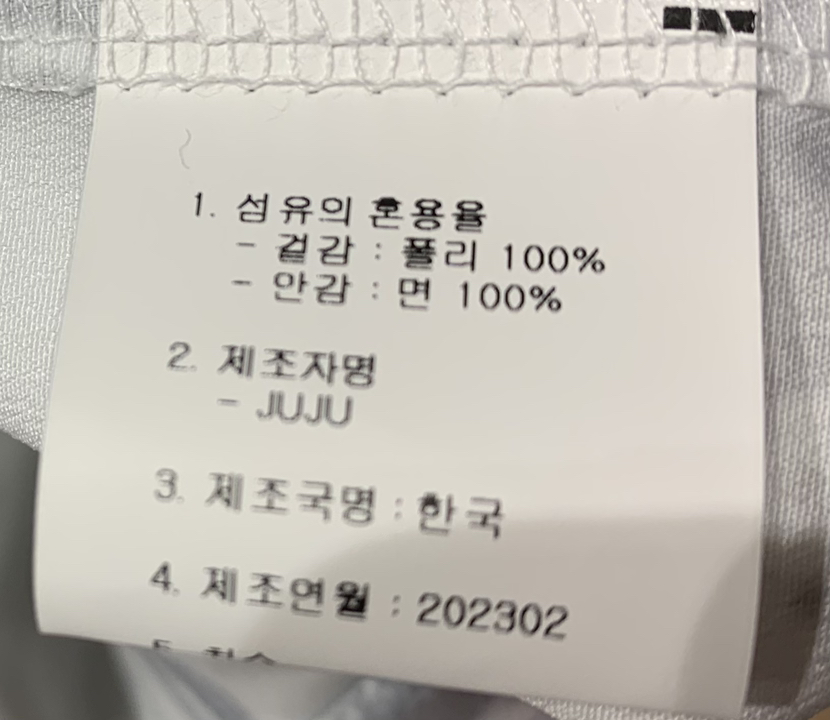 1. 섬유의 혼용율
- 겉감 : 폴리 100%
- 안감 : 면 100%
2. 제조자명
- JUJU
3. 제조국명 : 한국
4. 제조연월 : 202302